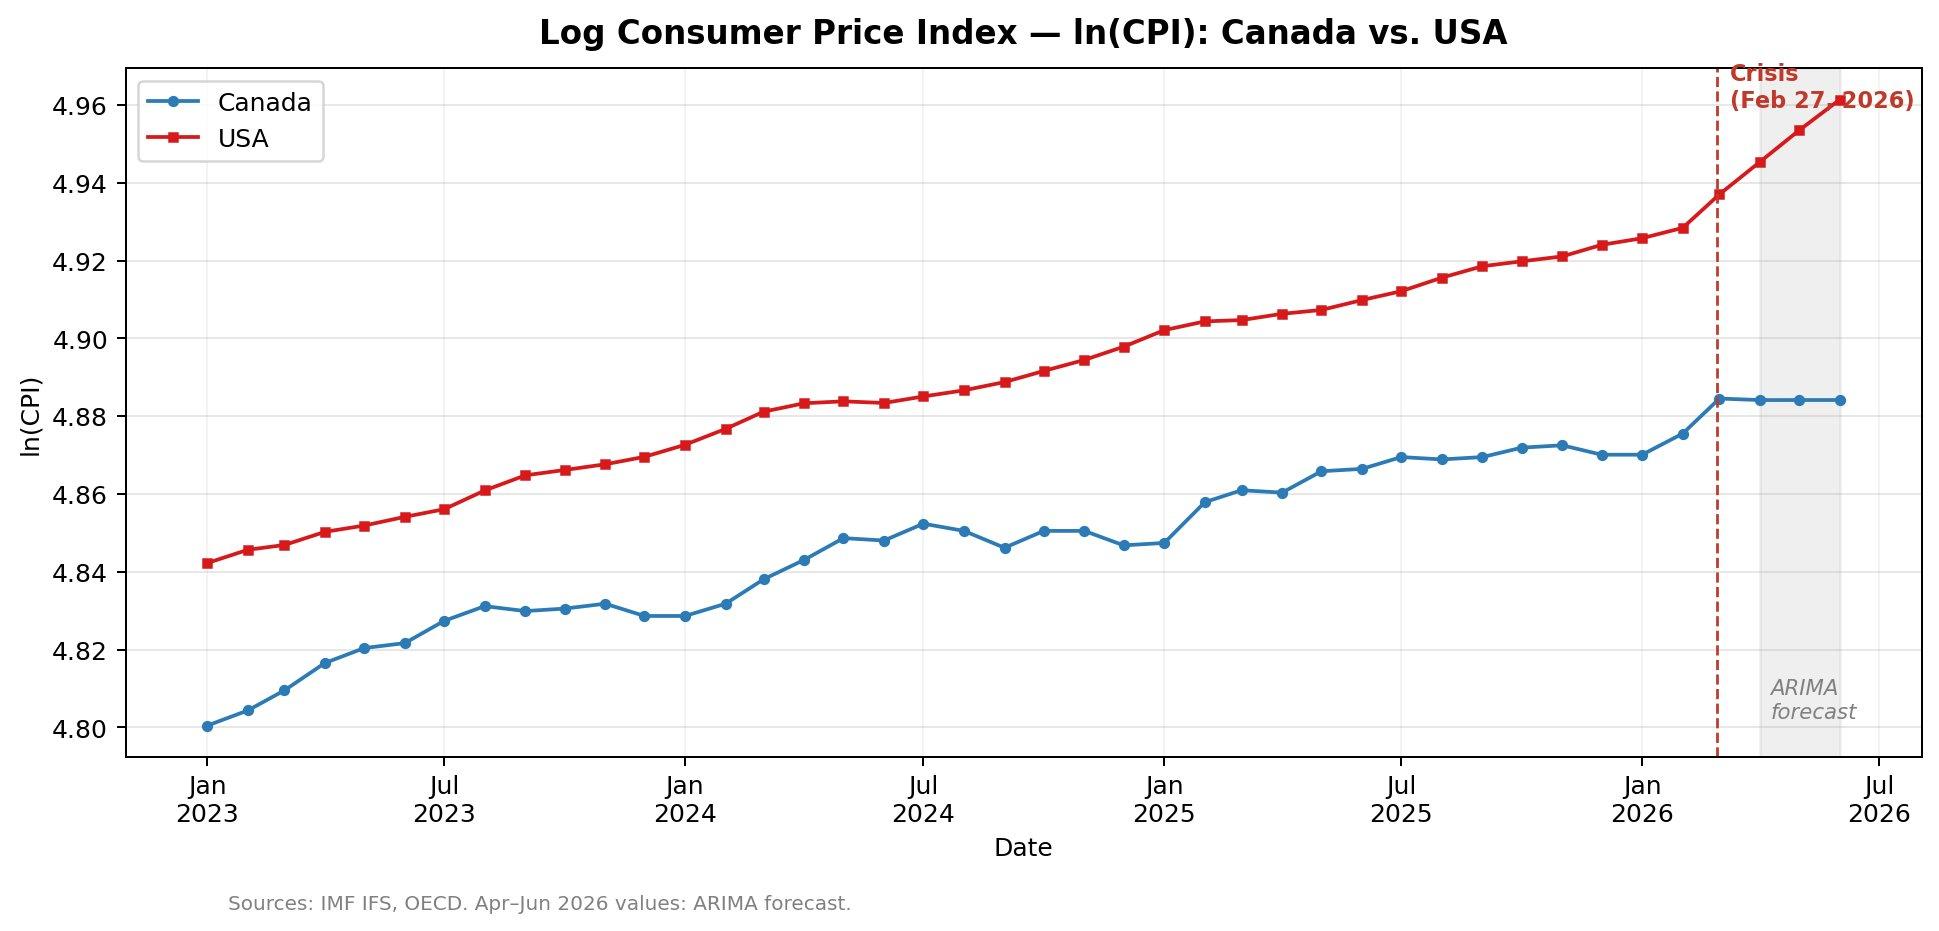 Log Consumer Price Index — ln(CPI): Canada vs. USA
Canada
USA
Crisis
(Feb 27, 2026)
4.96
4.94
4.92
4.90
4.88
4.86
4.84
4.82
4.80
ln(CPI)
ARIMA
forecast
Jan
2023
Jul
2023
Jan
2024
Jul
2024
Jan
2025
Jul
2025
Jan
2026
Jul
2026
Date
Sources: IMF IFS, OECD. Apr–Jun 2026 values: ARIMA forecast.